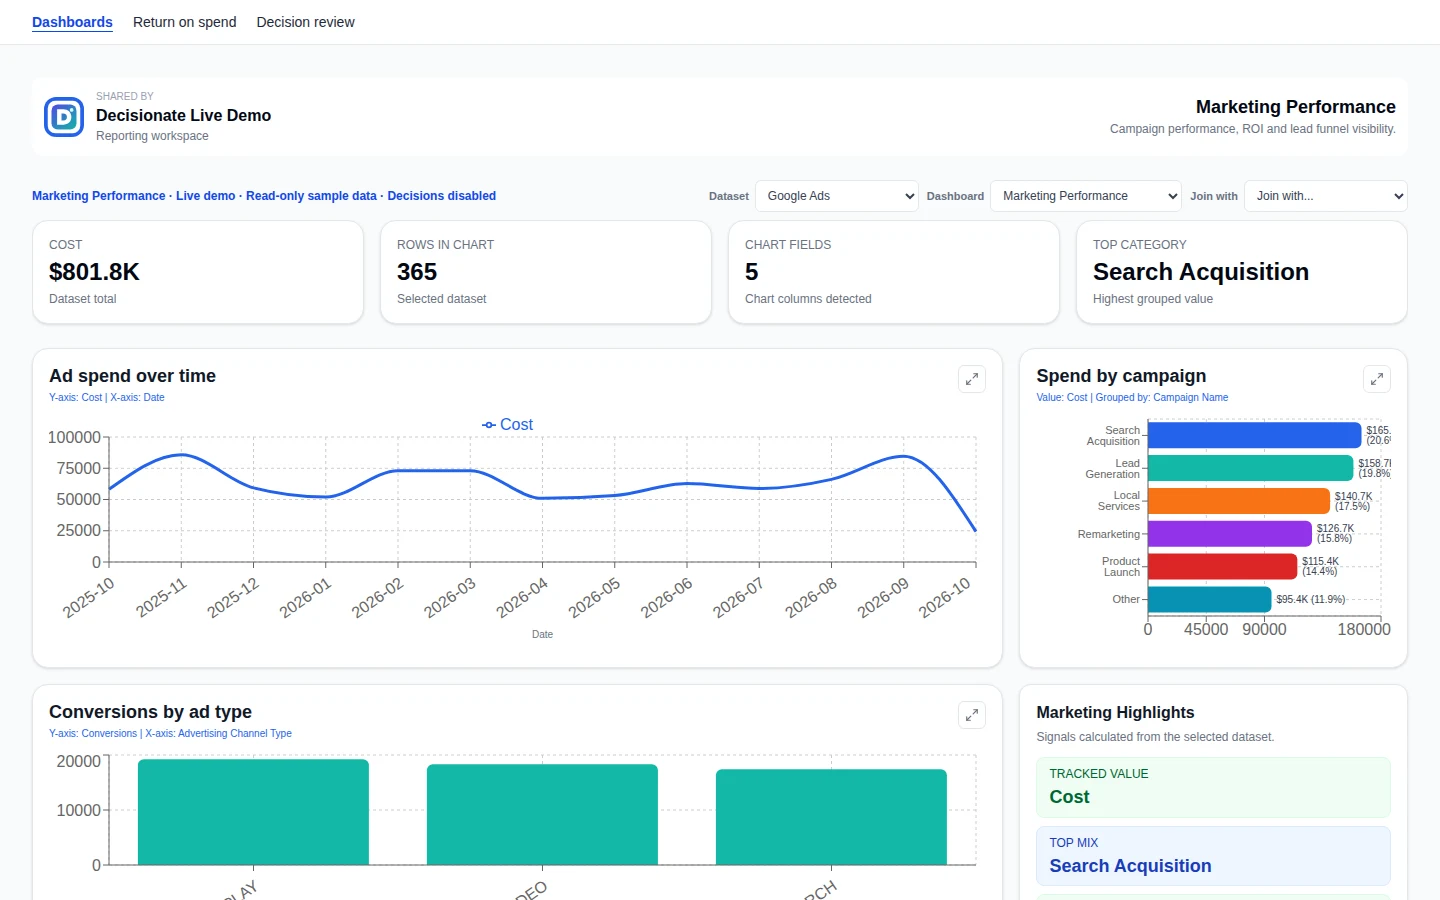 Dashboards Return on spend Decision review
SHARED BY
Decisionate Live Demo
Reporting workspace
Marketing Performance
Campaign performance, ROI and lead funnel visibility.
Marketing Performance · Live demo · Read-only sample data · Decisions disabled
Dataset Google Ads Dashboard Marketing Performance Join with Join with...
COST
$801.8K
Dataset total
ROWS IN CHART
365
Selected dataset
CHART FIELDS
5
Chart columns detected
TOP CATEGORY
Search Acquisition
Highest grouped value
Ad spend over time
Y-axis: Cost | X-axis: Date
Cost
100000
75000
50000
25000
0
2025-10 2025-11 2025-12 2026-01 2026-02 2026-03 2026-04 2026-05 2026-06 2026-07 2026-08 2026-09 2026-10
Date
Spend by campaign
Value: Cost | Grouped by: Campaign Name
Search
Acquisition
$165.
(20.6
Lead
Generation
$158.7
(19.8%
Local
Services
$140.7K
(17.5%)
Remarketing
$126.7K
(15.8%)
Product
Launch
$115.4K
(14.4%)
Other
$95.4K (11.9%)
0 45000 90000 180000
Conversions by ad type
Y-axis: Conversions | X-axis: Advertising Channel Type
20000
10000
0
Marketing Highlights
Signals calculated from the selected dataset.
TRACKED VALUE
Cost
TOP MIX
Search Acquisition